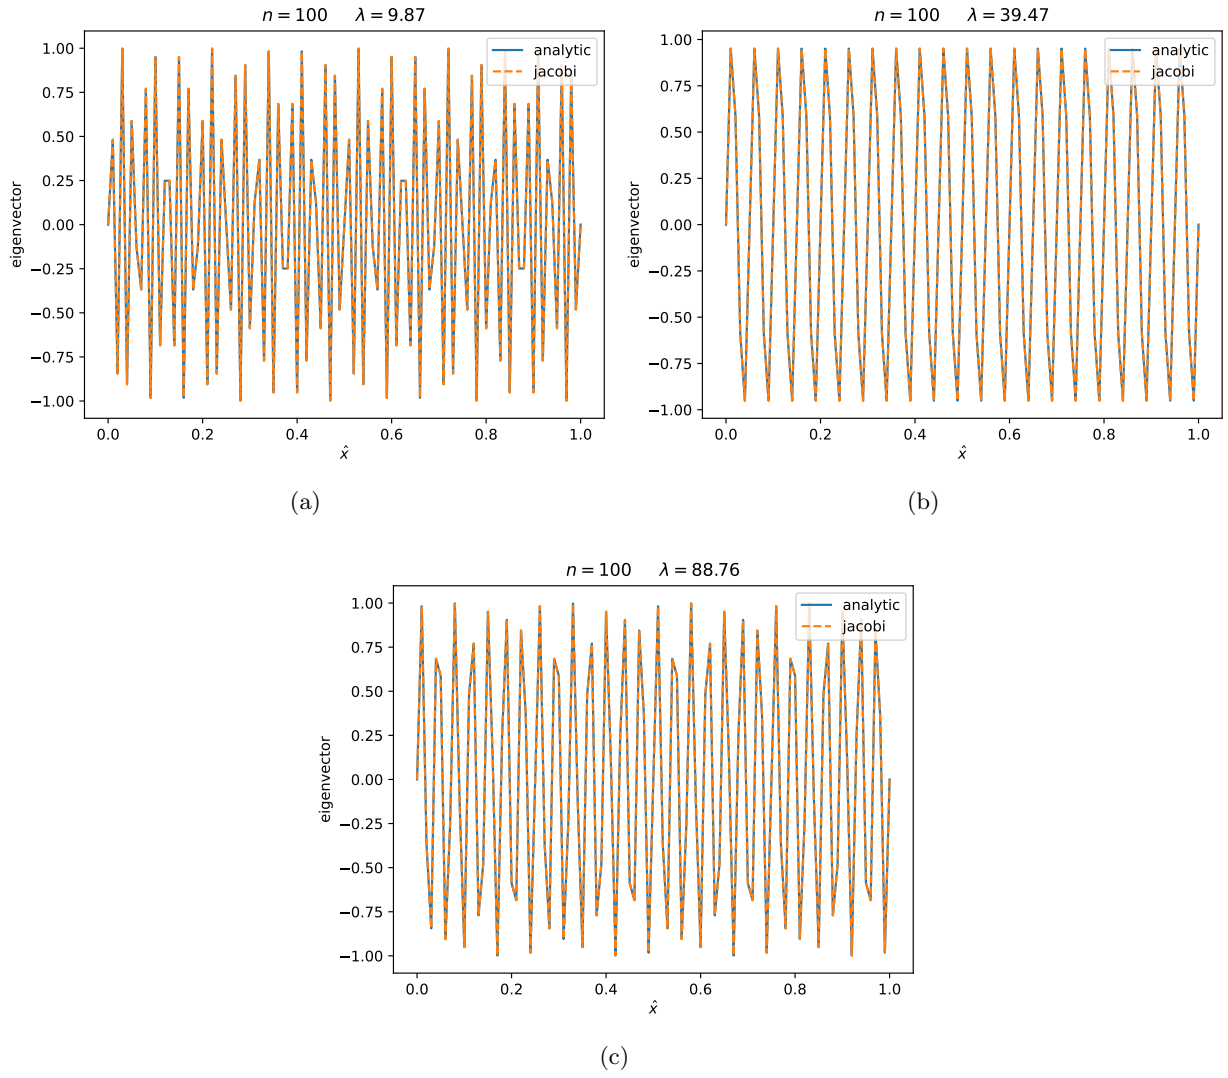 n = 100 λ = 9.87
analytic
jacobi
1.00
0.75
0.50
0.25
0.00
−0.25
−0.50
−0.75
−1.00
eigenvector
0.0 0.2 0.4 0.6 0.8 1.0
x̂
(a)
n = 100 λ = 39.47
analytic
jacobi
1.00
0.75
0.50
0.25
0.00
−0.25
−0.50
−0.75
−1.00
eigenvector
0.0 0.2 0.4 0.6 0.8 1.0
x̂
(b)
n = 100 λ = 88.76
analytic
jacobi
1.00
0.75
0.50
0.25
0.00
−0.25
−0.50
−0.75
−1.00
eigenvector
0.0 0.2 0.4 0.6 0.8 1.0
x̂
(c)